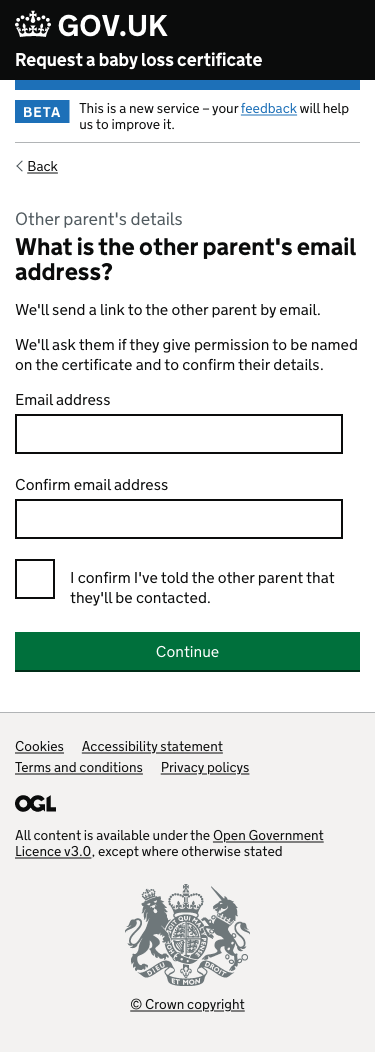 GOV.UK
Request a baby loss certificate
BETA
This is a new service – your feedback will help
us to improve it.
Back
Other parent's details
What is the other parent's email
address?
We'll send a link to the other parent by email.
We'll ask them if they give permission to be named
on the certificate and to confirm their details.
Email address
Confirm email address
I confirm I've told the other parent that
they'll be contacted.
Continue
Cookies Accessibility statement
Terms and conditions Privacy policys
OGL
All content is available under the Open Government
Licence v3.0, except where otherwise stated
DIEU ET MON DROIT
© Crown copyright